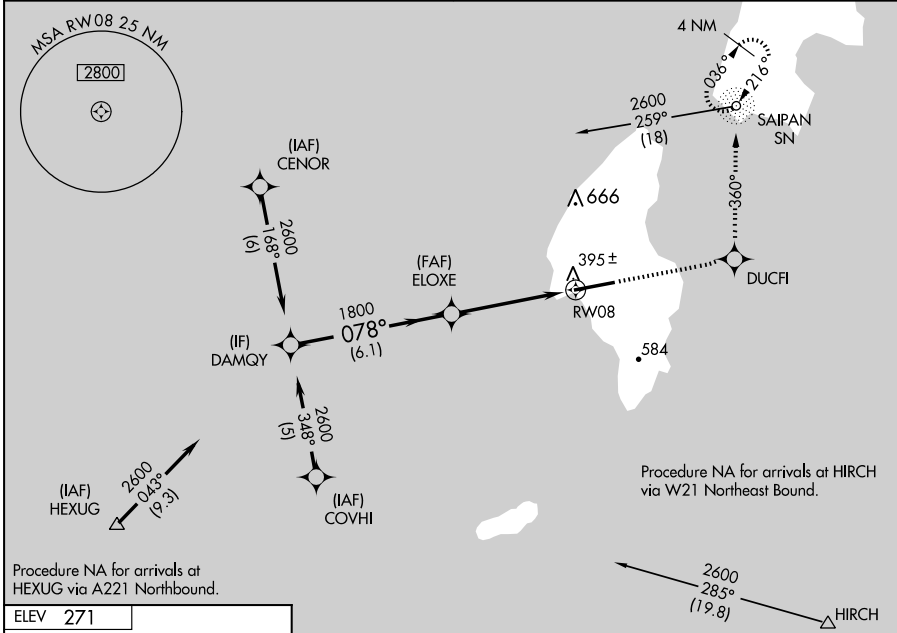 MSA RW08 25 NM
2800
4 NM
036°
216°
SAIPAN
SN
2600
259°
(18)
(IAF)
CENOR
2600
168°
(6)
666
360°
(FAF)
ELOXE
395±
RW08
DUCFI
1800
078°
(6.1)
(IF)
DAMQY
584
2600
348°
(5)
(IAF)
COVHI
2600
043°
(9.3)
(IAF)
HEXUG
Procedure NA for arrivals at HIRCH
via W21 Northeast Bound.
Procedure NA for arrivals at
HEXUG via A221 Northbound.
2600
285°
(19.8)
HIRCH
ELEV 271